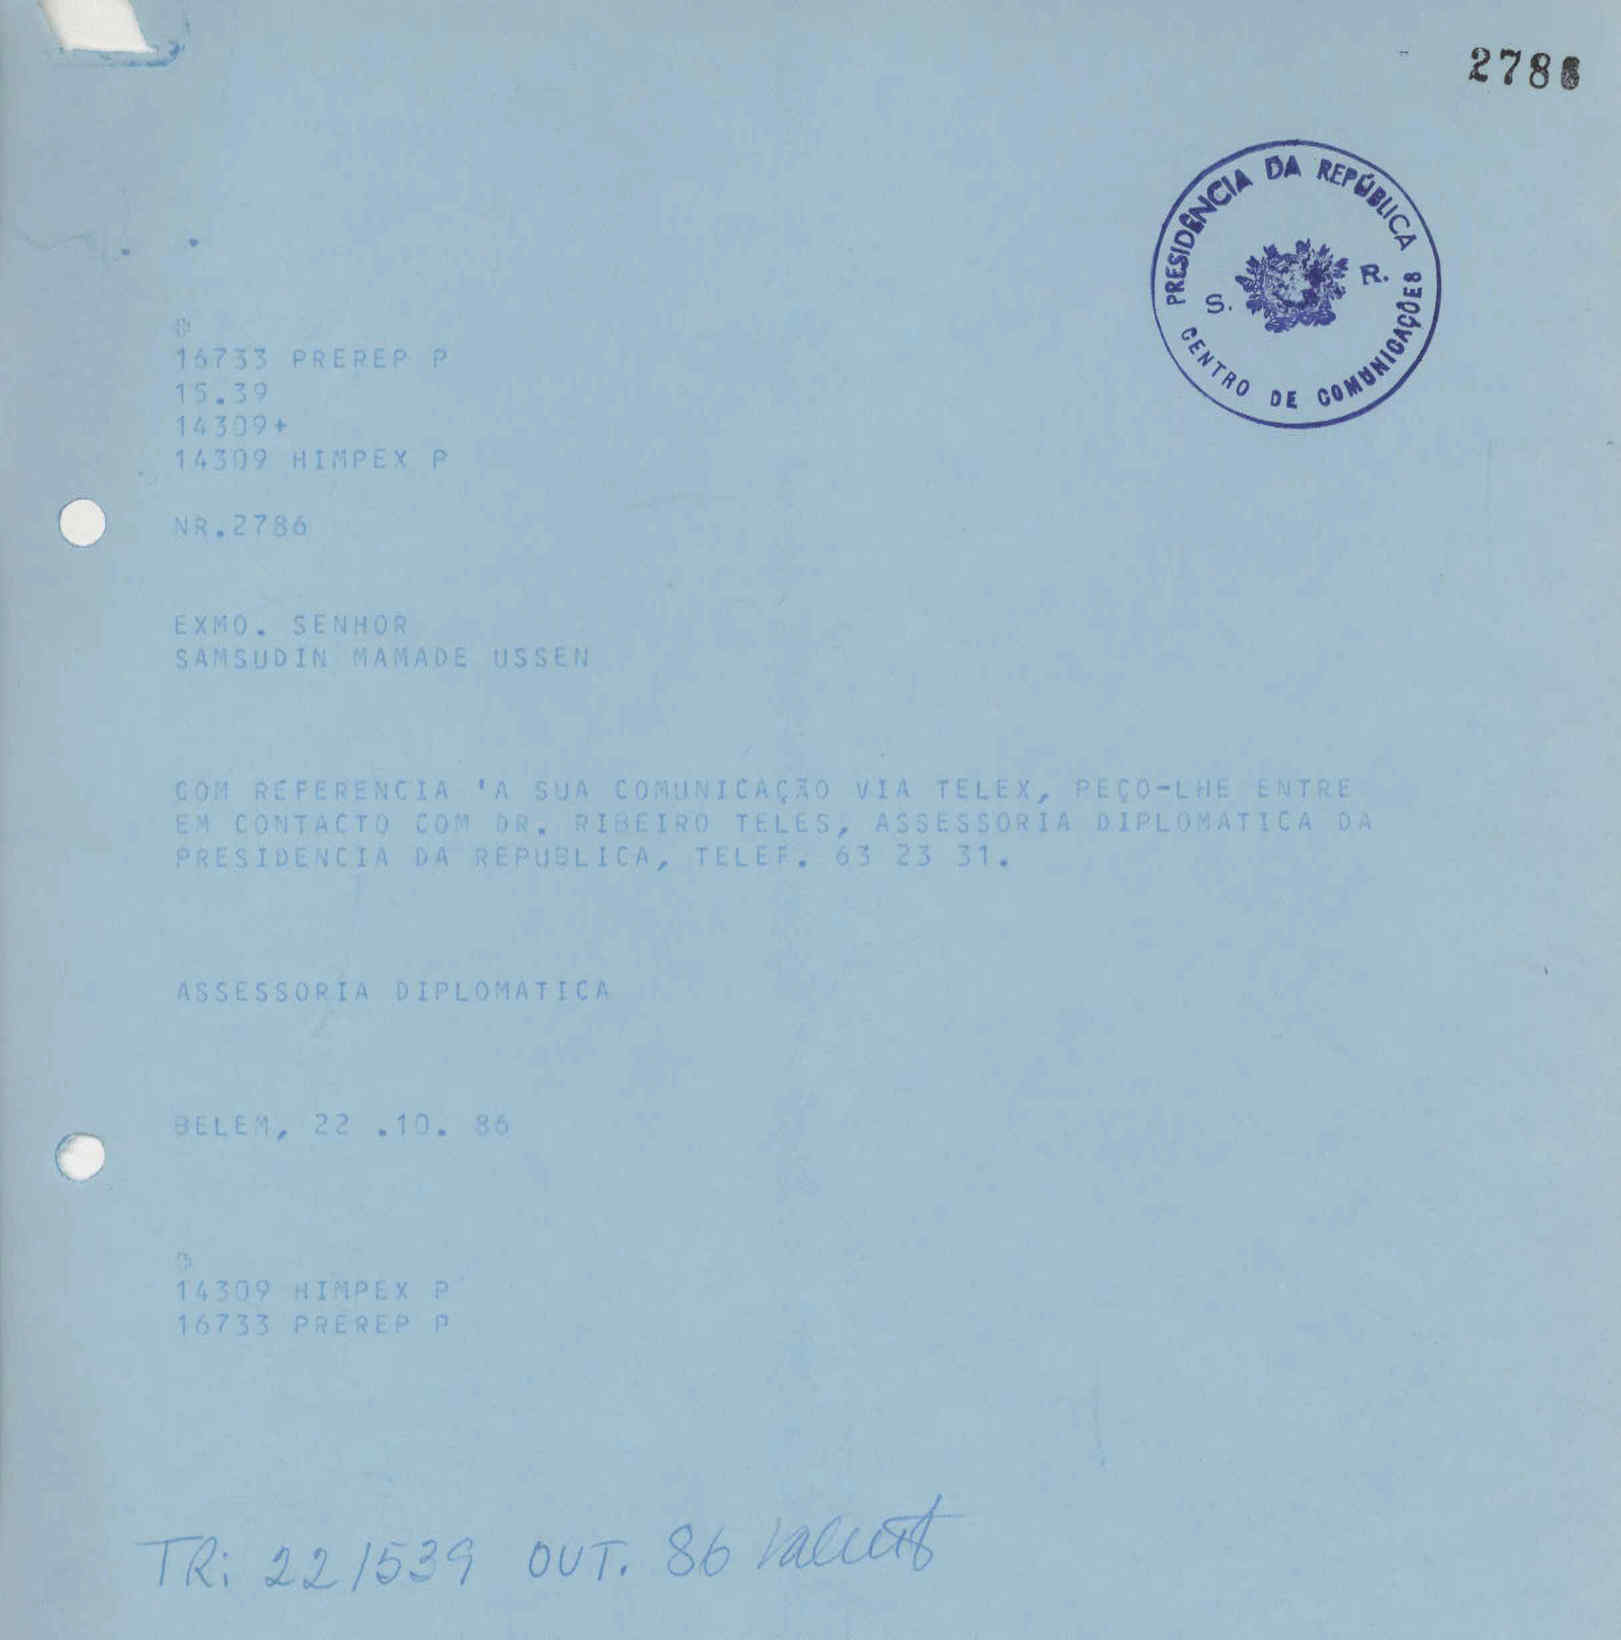 2786
PRESIDÊNCIA DA REPÚBLICA
S. R.
CENTRO DE COMUNICAÇÕES
16733 PREREP P
15.39
14309+
14309 HIMPEX P
NR.2786
EXMO. SENHOR
SAMSUDIN MAMADE USSEN
COM REFERENCIA 'A SUA COMUNICAÇÃO VIA TELEX, PEÇO-LHE ENTRE
EM CONTACTO COM DR. RIBEIRO TELES, ASSESSORIA DIPLOMATICA DA
PRESIDENCIA DA REPUBLICA, TELEF. 63 23 31.
ASSESSORIA DIPLOMATICA
BELEM, 22 .10. 86
14309 HIMPEX P
16733 PREREP P
TR: 221539 OUT. 86